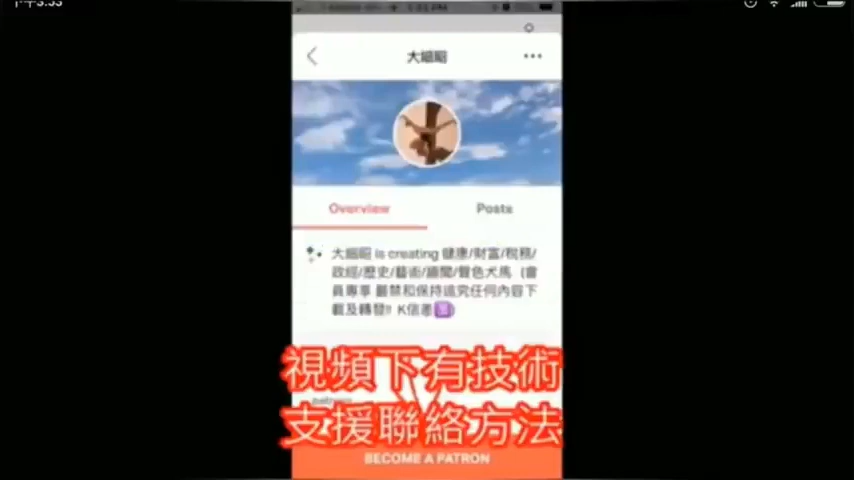 大細昭
Overview
Posts
大細昭 is creating 健康/財富/稅務/
政經/歷史/藝術/緋聞/聲色犬馬 (會
員專享 嚴禁和保持追究任何內容下
載及轉發!! K信差
視頻下有技術
支援聯絡方法
BECOME A PATRON